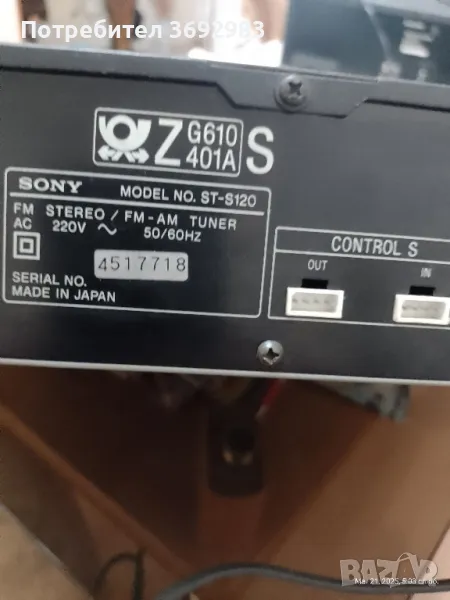 Потребител 3692983
Z G610 401A S
SONY MODEL NO. ST-S120
FM STEREO / FM-AM TUNER
AC 220V ~ 50/60HZ
SERIAL NO. 4517718
MADE IN JAPAN
CONTROL S
OUT IN
bazar